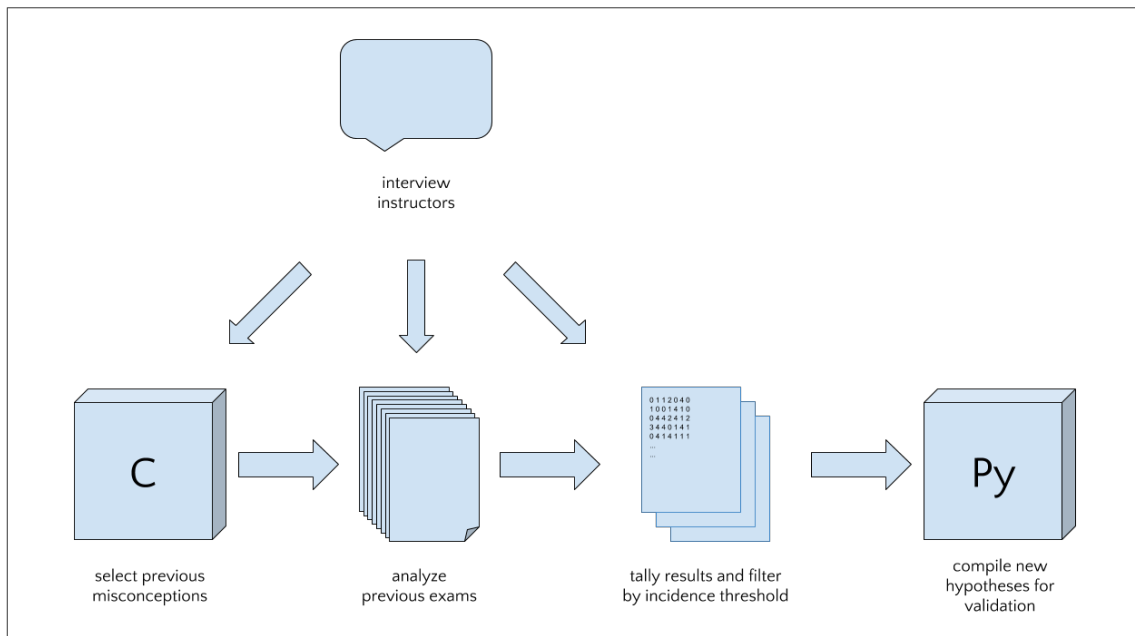 interview
instructors
C
0 1 1 2 0 4 0
1 0 0 1 4 1 0
0 4 4 2 4 1 2
3 4 4 0 1 4 1
0 4 1 4 1 1 1
...
...
Py
select previous
misconceptions
analyze
previous exams
tally results and filter
by incidence threshold
compile new
hypotheses for
validation